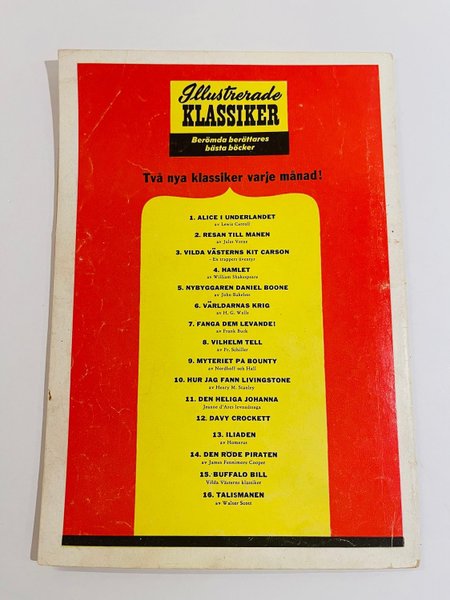 Illustrerade
KLASSIKER
Berömda berättares
bästa böcker
Två nya klassiker varje månad!
1. ALICE I UNDERLANDET
av Lewis Carroll
2. RESAN TILL MÅNEN
av Jules Verne
3. VILDA VÄSTERNS KIT CARSON
- En trappers äventyr
4. HAMLET
av William Shakespeare
5. NYBYGGAREN DANIEL BOONE
av John Bakeless
6. VÄRLDARNAS KRIG
av H. G. Wells
7. FÅNGA DEM LEVANDE!
av Frank Buck
8. VILHELM TELL
av Fr. Schiller
9. MYTERIET PÅ BOUNTY
av Nordhoff och Hall
10. HUR JAG FANN LIVINGSTONE
av Henry M. Stanley
11. DEN HELIGA JOHANNA
Jeanne d'Arcs levnadssaga
12. DAVY CROCKETT
13. ILIADEN
av Homeros
14. DEN RÖDE PIRATEN
av James Fennimore Cooper
15. BUFFALO BILL
Vilda Västerns klassiker
16. TALISMANEN
av Walter Scott